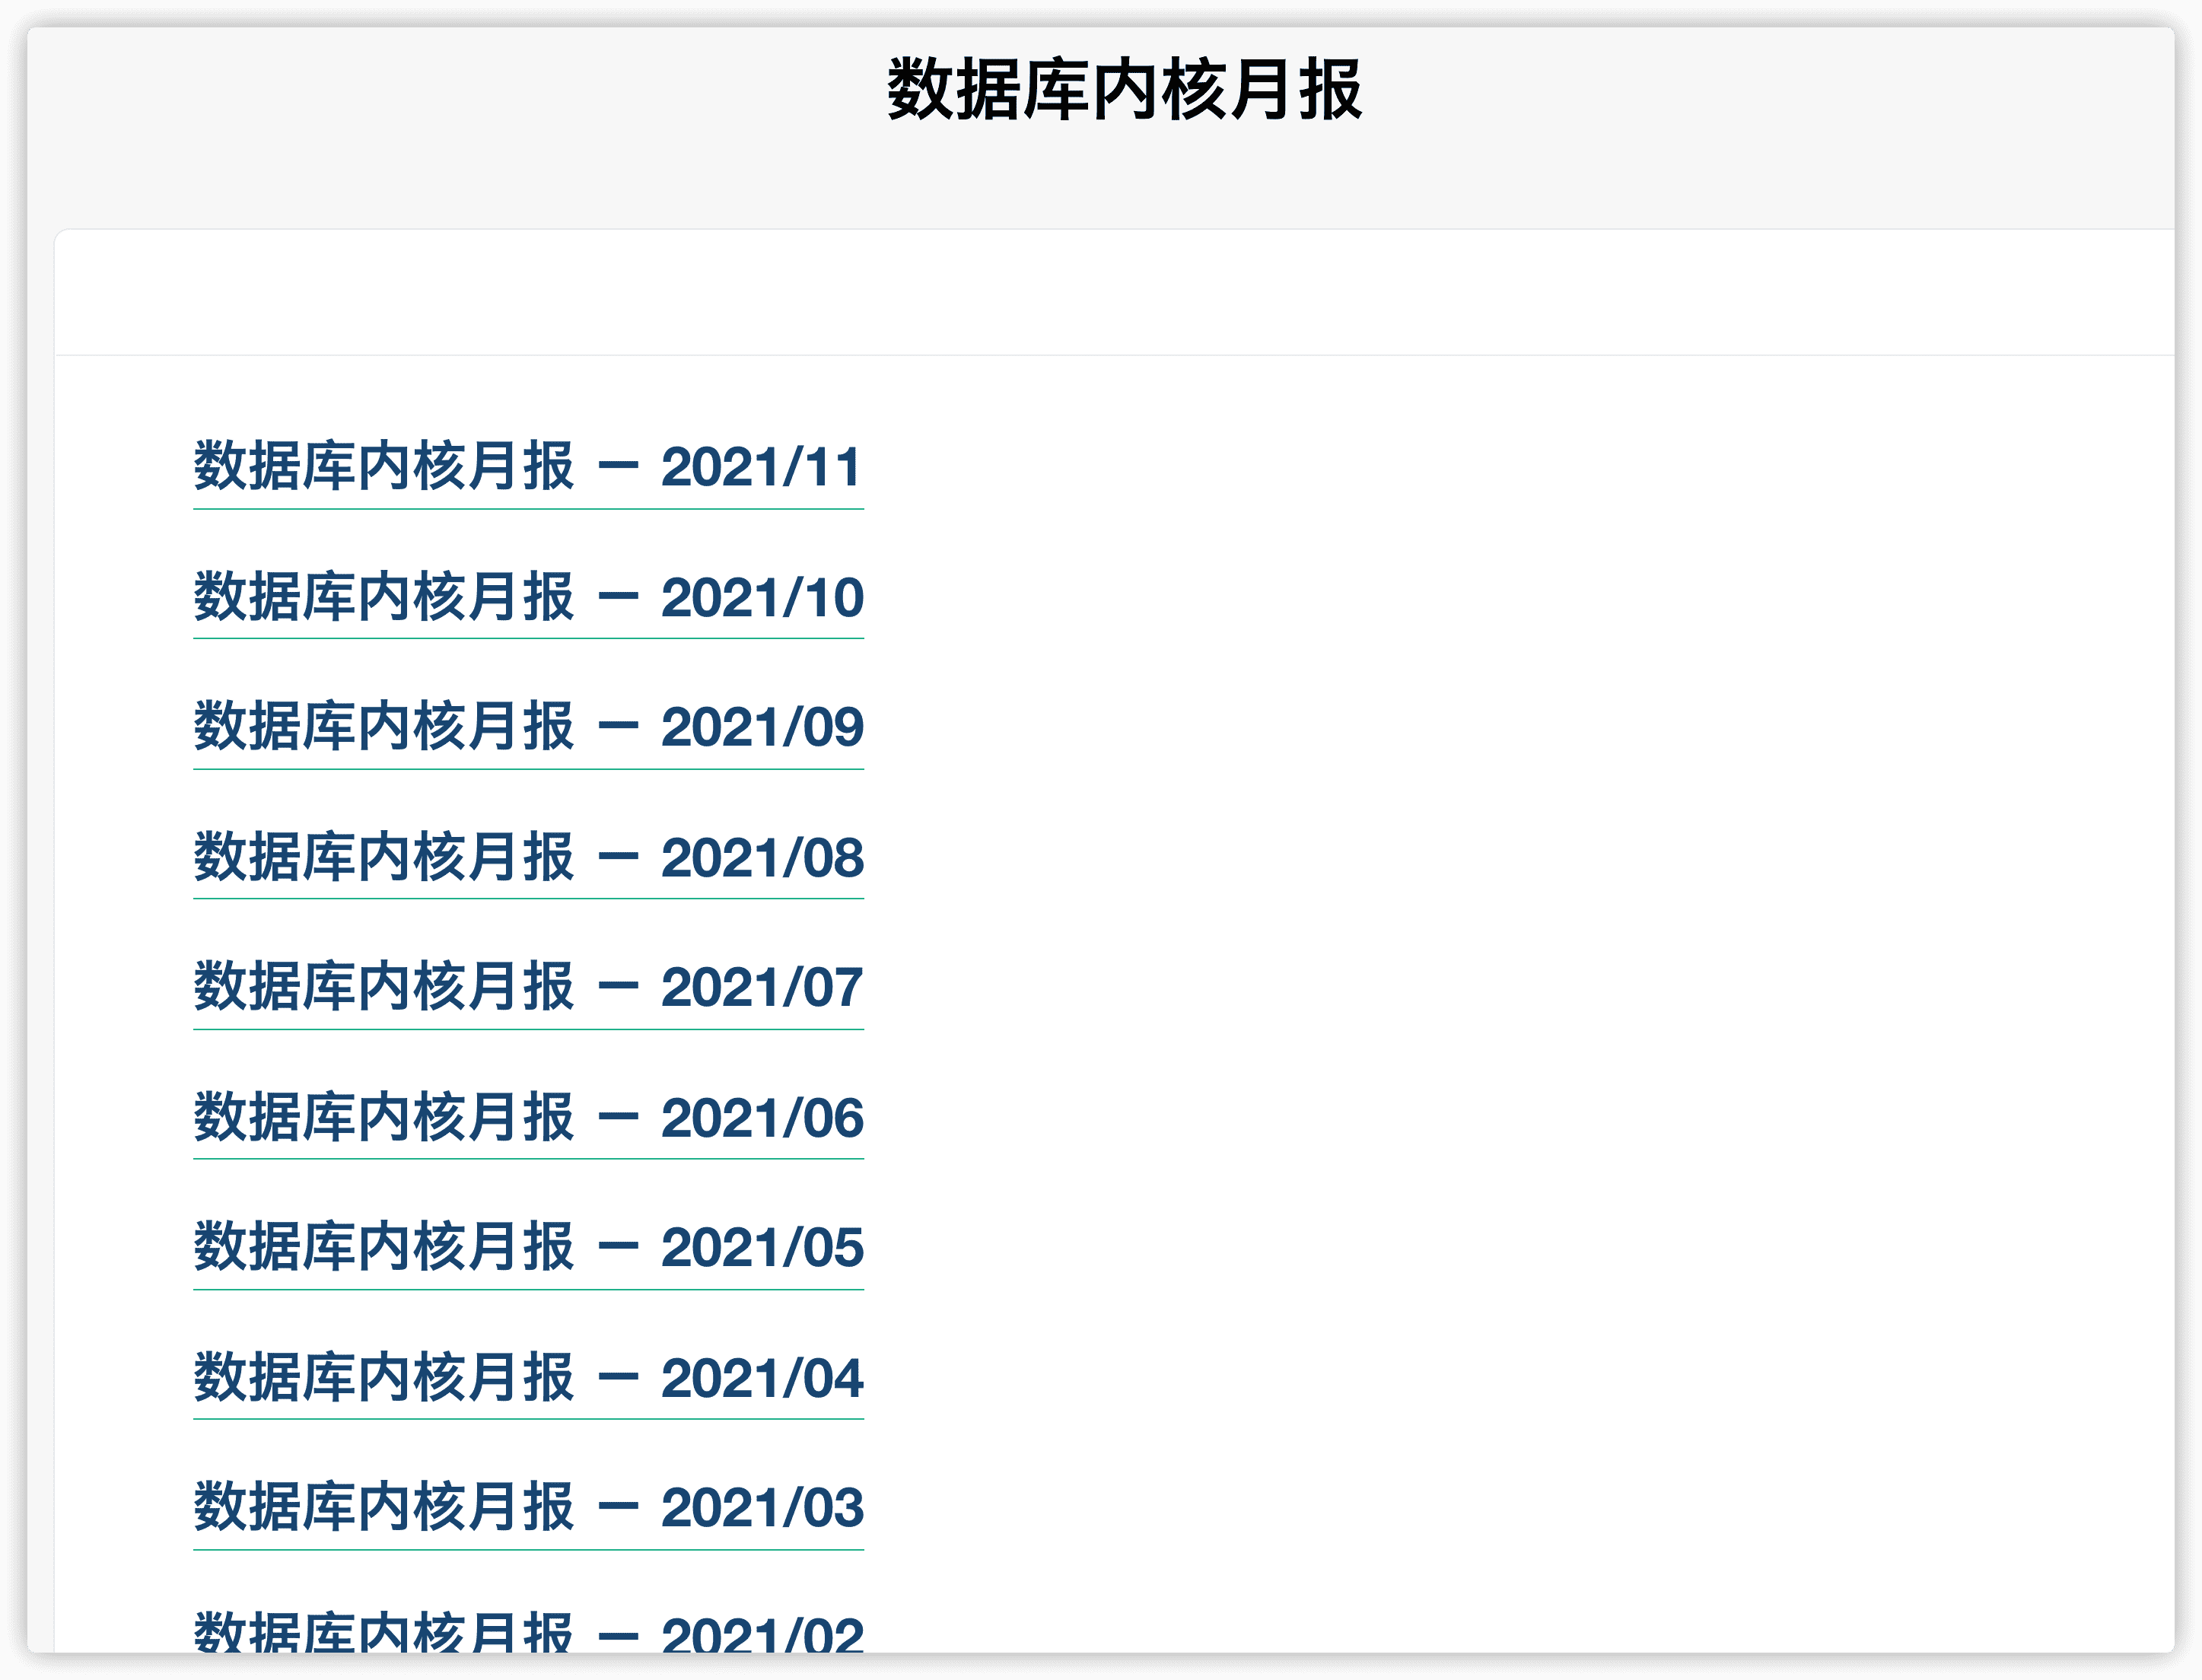 数据库内核月报
数据库内核月报 － 2021/11
数据库内核月报 － 2021/10
数据库内核月报 － 2021/09
数据库内核月报 － 2021/08
数据库内核月报 － 2021/07
数据库内核月报 － 2021/06
数据库内核月报 － 2021/05
数据库内核月报 － 2021/04
数据库内核月报 － 2021/03
数据库内核月报 － 2021/02